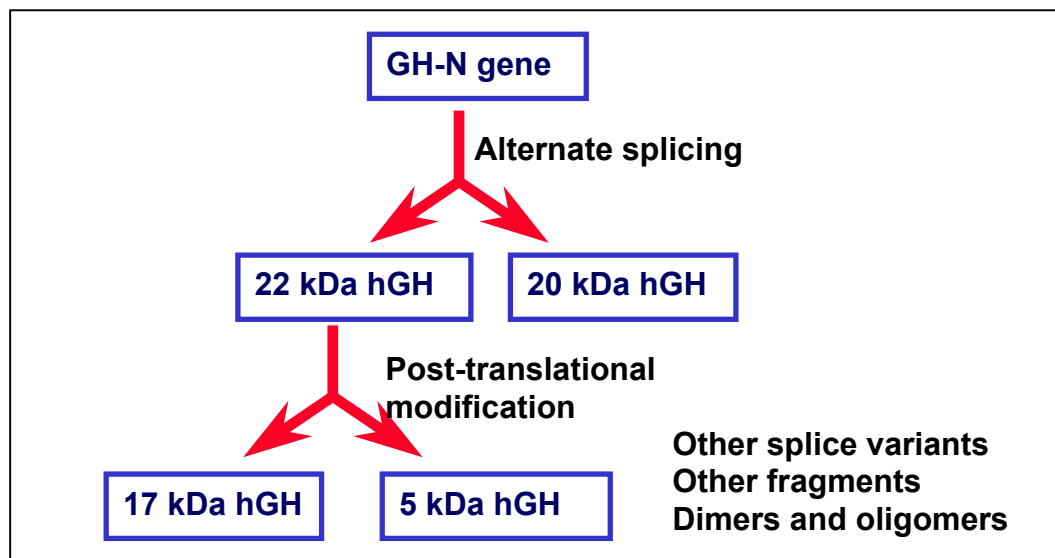 GH-N gene
Alternate splicing
22 kDa hGH
20 kDa hGH
Post-translational
modification
17 kDa hGH
5 kDa hGH
Other splice variants
Other fragments
Dimers and oligomers